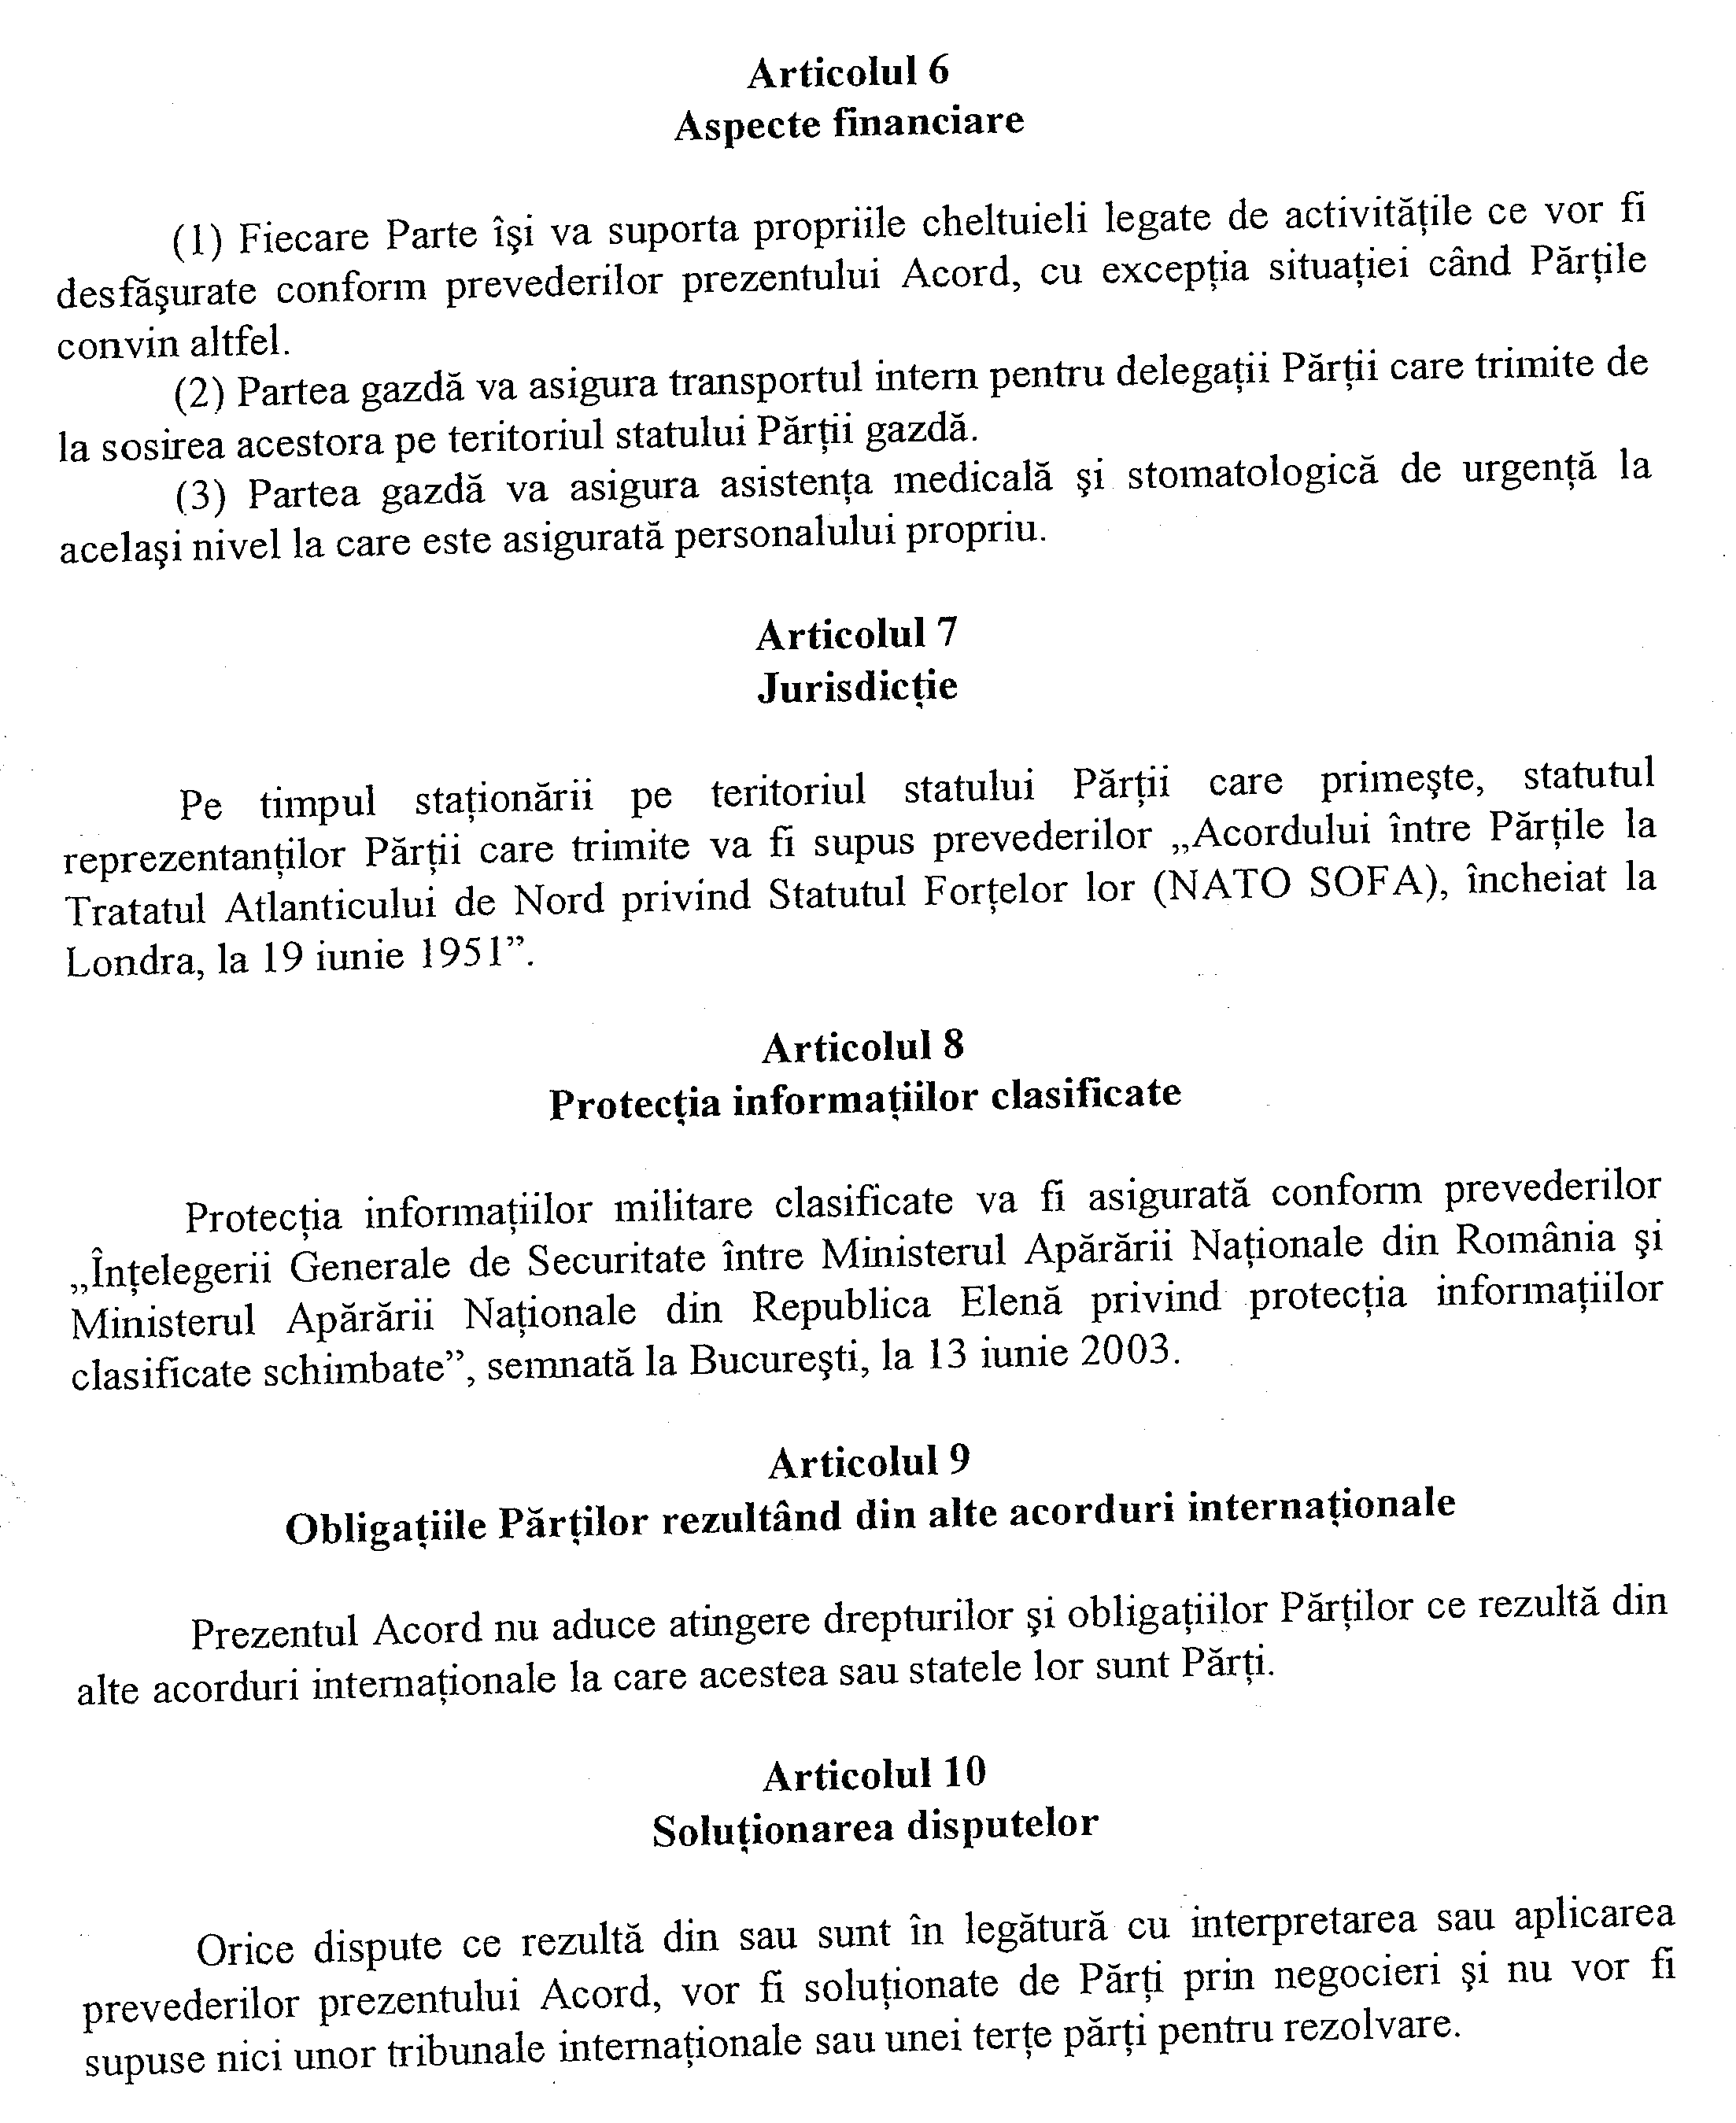 Articolul 6
Aspecte financiare
(1) Fiecare Parte îşi va suporta propriile cheltuieli legate de activităţile ce vor fi
desfăşurate conform prevederilor prezentului Acord, cu excepţia situaţiei când Părţile
convin altfel.
(2) Partea gazdă va asigura transportul intern pentru delegaţii Părţii care trimite de
la sosirea acestora pe teritoriul statului Părţii gazdă.
(3) Partea gazdă va asigura asistenţa medicală şi stomatologică de urgenţă la
acelaşi nivel la care este asigurată personalului propriu.
Articolul 7
Jurisdicţie
Pe timpul staţionării pe teritoriul statului Părţii care primeşte, statutul
reprezentanţilor Părţii care trimite va fi supus prevederilor „Acordului între Părţile la
Tratatul Atlanticului de Nord privind Statutul Forţelor lor (NATO SOFA), încheiat la
Londra, la 19 iunie 1951”.
Articolul 8
Protecţia informaţiilor clasificate
Protecţia informaţiilor militare clasificate va fi asigurată conform prevederilor
„Înţelegerii Generale de Securitate între Ministerul Apărării Naţionale din România şi
Ministerul Apărării Naţionale din Republica Elenă privind protecţia informaţiilor
clasificate schimbate”, semnată la Bucureşti, la 13 iunie 2003.
Articolul 9
Obligaţiile Părţilor rezultând din alte acorduri internaţionale
Prezentul Acord nu aduce atingere drepturilor şi obligaţiilor Părţilor ce rezultă din
alte acorduri internaţionale la care acestea sau statele lor sunt Părţi.
Articolul 10
Soluţionarea disputelor
Orice dispute ce rezultă din sau sunt în legătură cu interpretarea sau aplicarea
prevederilor prezentului Acord, vor fi soluţionate de Părţi prin negocieri şi nu vor fi
supuse nici unor tribunale internaţionale sau unei terţe părţi pentru rezolvare.